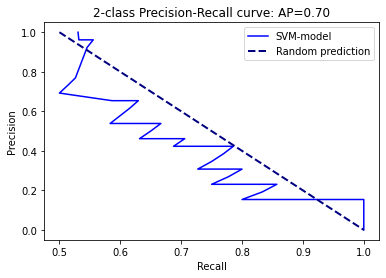 2-class Precision-Recall curve: AP=0.70
SVM-model
Random prediction
Precision
1.0
0.8
0.6
0.4
0.2
0.0
0.5 0.6 0.7 0.8 0.9 1.0
Recall